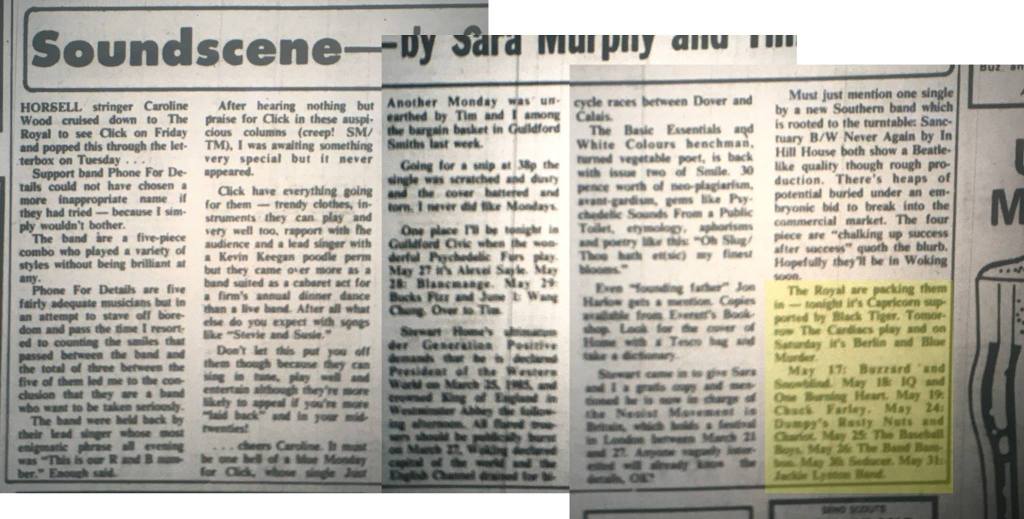 Soundscene—
-by Sara Murphy and Tim
HORSELL stringer Caroline
Wood cruised down to The
Royal to see Click on Friday
and popped this through the let-
terbox on Tuesday . . .
Support band Phone For De-
tails could not have chosen a
more inappropriate name if
they had tried — because I sim-
ply wouldn't bother.
The band are a five-piece
combo who played a variety of
styles without being brilliant at
any.
Phone For Details are five
fairly adequate musicians but in
an attempt to stave off bore-
dom and pass the time I resort-
ed to counting the smiles that
passed between the band and
the total of three between the
five of them led me to the con-
clusion that they are a band
who want to be taken seriously.
The band were held back by
their lead singer whose most
enigmatic phrase all evening
was "This is our R and B num-
ber." Enough said.
After hearing nothing but
praise for Click in these auspi-
cious columns (creep! SM/
TM), I was awaiting something
very special but it never
appeared.
Click have everything going
for them — trendy clothes, in-
struments they can play and
very well too, rapport with the
audience and a lead singer with
a Kevin Keegan poodle perm
but they came over more as a
band suited as a cabaret act for
a firm's annual dinner dance
than a live band. After all what
else do you expect with songs
like "Stevie and Susie."
Don't let this put you off
them though because they can
sing in tune, play well and
entertain although they're more
likely to appeal if you're more
"laid back" and in your mid-
twenties!
. . . cheers Caroline. It must
be one hell of a blue Monday
for Click, whose single Just
Another Monday was un-
earthed by Tim and I among
the bargain basket in Guildford
Smiths last week.
Going for a snip at 38p the
single was scratched and dusty
and the cover battered and
torn. I never did like Mondays.
One place I'll be tonight is
Guildford Civic when the won-
derful Psychedelic Furs play.
May 27 it's Alexei Sayle. May
28: Blancmange. May 29:
Bucks Fizz and June 1: Wang
Chung. Over to Tim.
Stewart Home's
der Generation Positive
demands that he is declared
President of the Western
World on March 25, 1985, and
crowned King of England in
Westminster Abbey the follow-
ing afternoon. All flared trou-
sers should be publically burnt
on March 27, Woking declared
capital of the world and the
English Channel drained for bi-
cycle races between Dover and
Calais.
The Basic Essentials and
White Colours henchman,
turned vegetable poet, is back
with issue two of Smile. 30
pence worth of neo-plagiarism,
avant-gardism, gems like Psy-
chedelic Sounds From a Public
Toilet, etymology, aphorisms
and poetry like this: "Oh Slug/
Thou hath et(sic) my finest
blooms."
Even "founding father" Jon
Harlow gets a mention. Copies
available from Everett's Book-
shop. Look for the cover of
Home with a Tesco bag and
take a dictionary.
Stewart came in to give Sara
and I a gratis copy and men-
tioned he is now in charge of
the Neoist Movement in
Britain, which holds a festival
in London between March 21
and 27. Anyone vaguely inter-
ested will already know the
details, OK?
Must just mention one single
by a new Southern band which
is rooted to the turntable: Sanc-
tuary B/W Never Again by In
Hill House both show a Beatle-
like quality though rough pro-
duction. There's heaps of
potential buried under an em-
bryonic bid to break into the
commercial market. The four
piece are "chalking up success
after success" quoth the blurb.
Hopefully they'll be in Woking
soon.
The Royal are packing them
in — tonight it's Capricorn sup-
ported by Black Tiger. Tomor-
row The Cardiacs play and on
Saturday it's Berlin and Blue
Murder.
May 17: Buzzard and
Snowblind. May 18: IQ and
One Burning Heart. May 19:
Chuck Farley. May 24:
Dumpy's Rusty Nuts and
Chariot. May 25: The Baseball
Boys. May 26: The Band
May 30: Seducer. May 31:
Jackie Lynton Band.
SEND SCOUTS